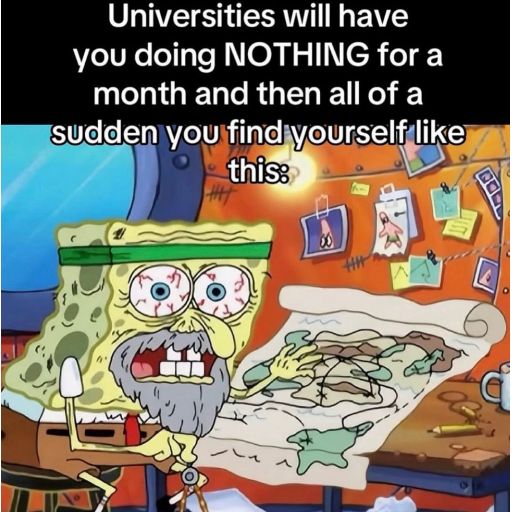 Universities will have
you doing NOTHING for a
month and then all of a
sudden you find yourself like
this: